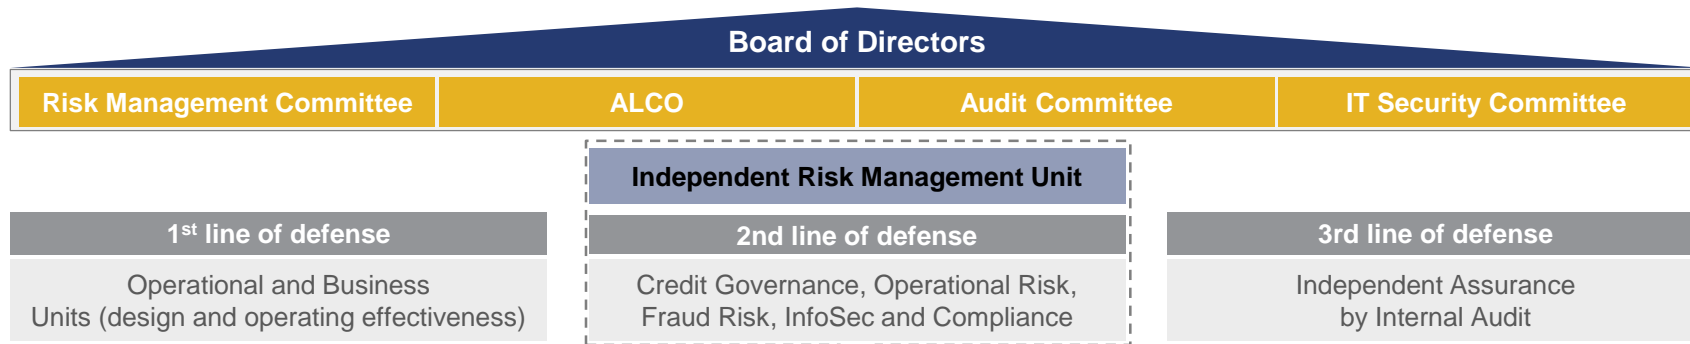 Board of Directors
Risk Management Committee
ALCO
Audit Committee
IT Security Committee
Independent Risk Management Unit
1st line of defense
Operational and Business
Units (design and operating effectiveness)
2nd line of defense
Credit Governance, Operational Risk,
Fraud Risk, InfoSec and Compliance
3rd line of defense
Independent Assurance
by Internal Audit